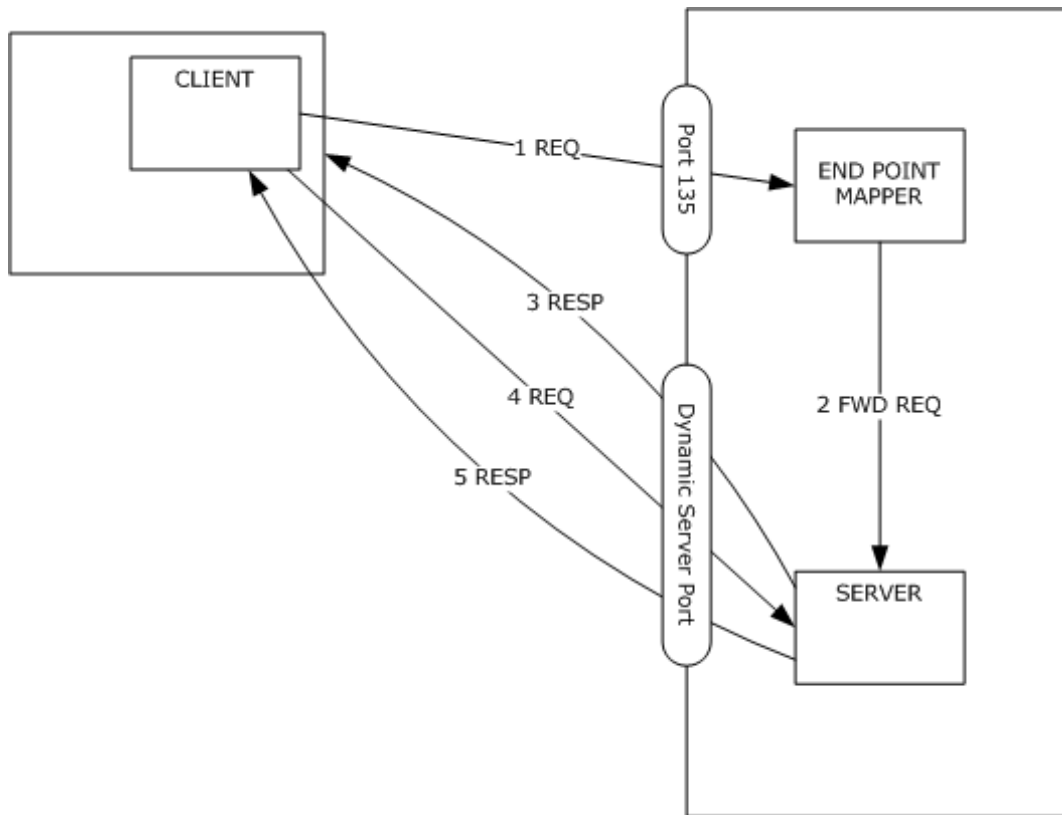 CLIENT
1 REQ
Port 135
END POINT
MAPPER
3 RESP
4 REQ
2 FWD REQ
5 RESP
Dynamic Server Port
SERVER